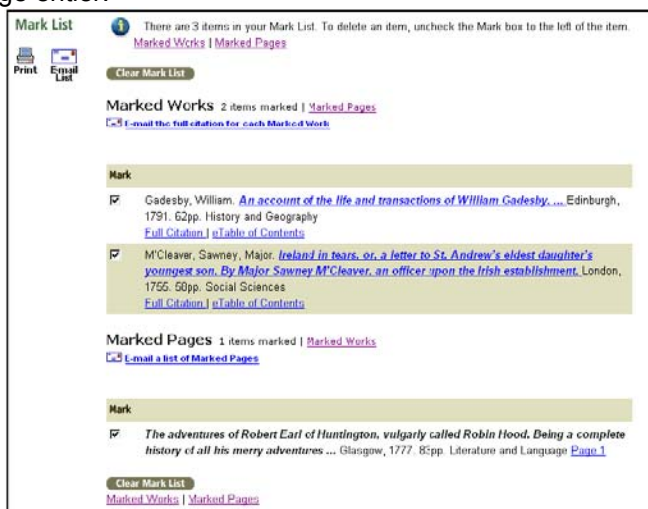 Mark List
There are 3 items in your Mark List. To delete an item, uncheck the Mark box to the left of the item.
Marked Works | Marked Pages
Print
E-mail List
Clear Mark List
Marked Works 2 items marked | Marked Pages
E-mail the full citation for each Marked Work
Mark
Gadesby, William. An account of the life and transactions of William Gadesby, ... Edinburgh,
1791. 62pp. History and Geography
Full Citation | eTable of Contents
M'Cleaver, Sawney, Major. Ireland in tears, or, a letter to St. Andrew's eldest daughter's
youngest son. By Major Sawney M'Cleaver, an officer upon the Irish establishment. London,
1755. 50pp. Social Sciences
Full Citation | eTable of Contents
Marked Pages 1 items marked | Marked Works
E-mail a list of Marked Pages
Mark
The adventures of Robert Earl of Huntington, vulgarly called Robin Hood. Being a complete
history of all his merry adventures ... Glasgow, 1777. Literature and Language Page 1
Clear Mark List
Marked Works | Marked Pages